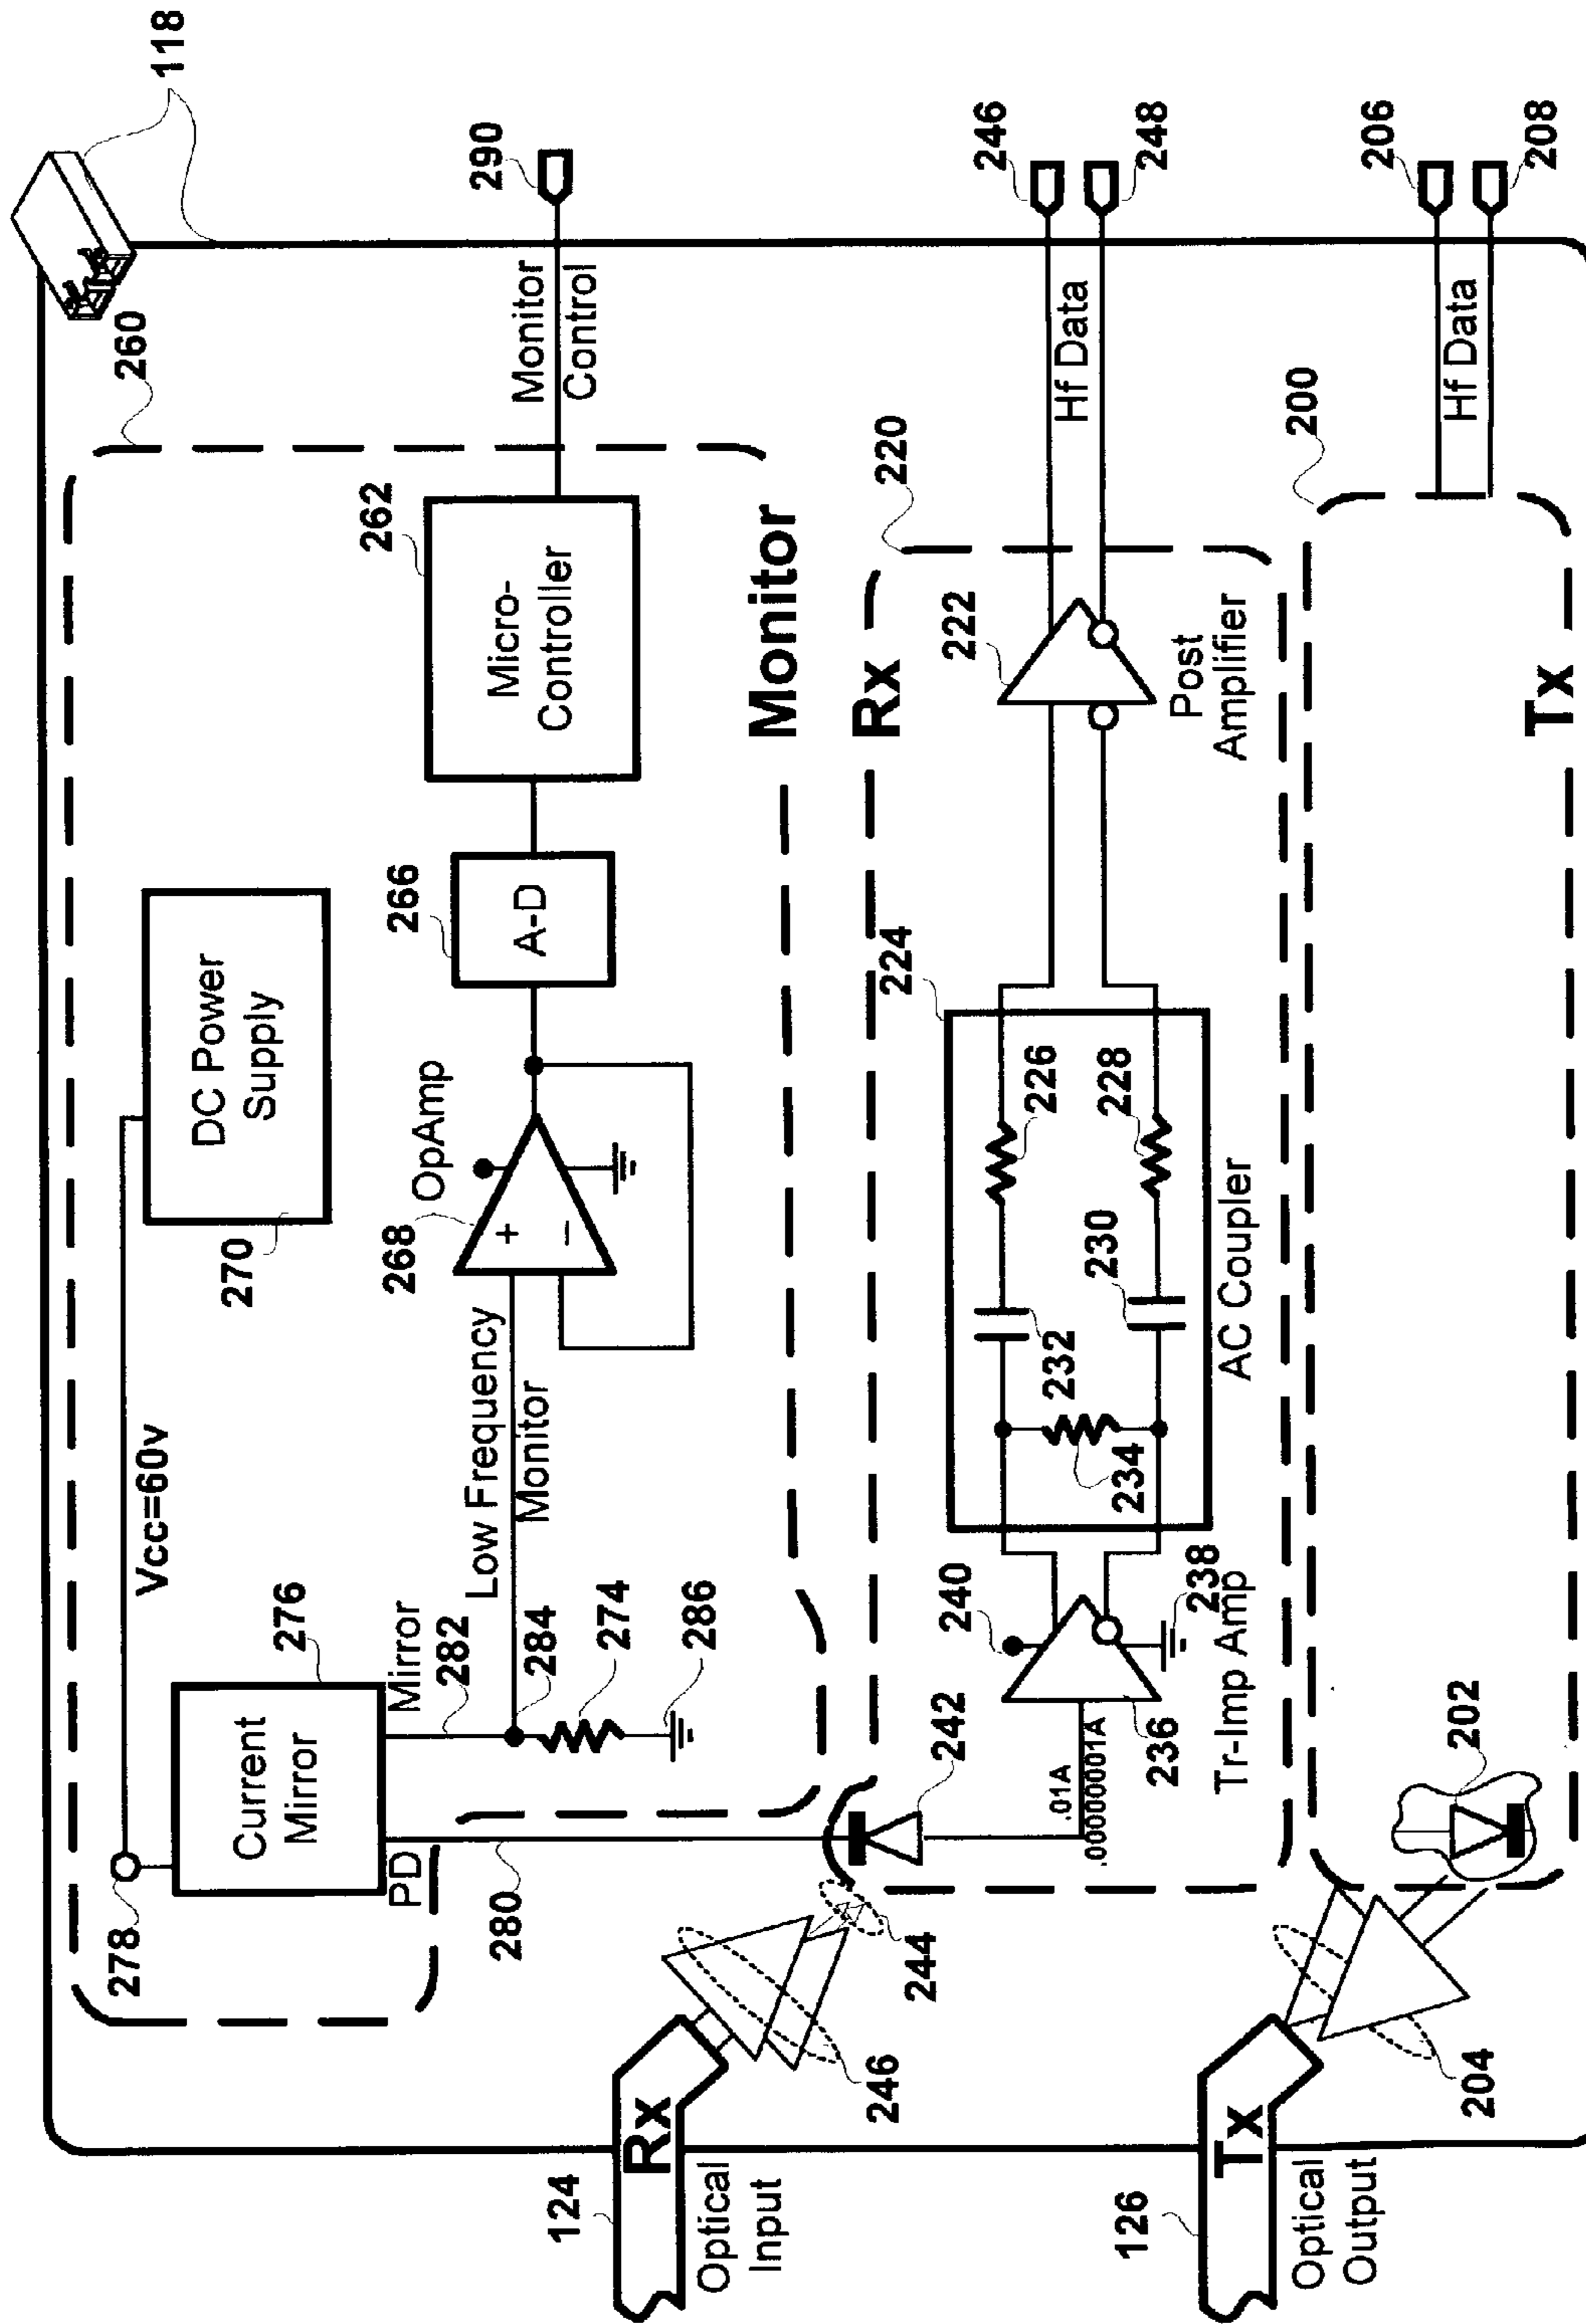 118
260
Vcc=60v
278
Current
Mirror
276
PD
Mirror
280
282
284
274
286
DC Power
Supply
270
Low Frequency
Monitor
268
OpAmp
+
−
266
A-D
262
Micro-
Controller
Monitor
Monitor
Control
290
124
Rx
Optical
Input
246
244
242
.01A
.0000001A
240
236
238
Tr-Imp Amp
224
226
228
230
232
234
AC Coupler
Rx
222
Post
Amplifier
220
Hf Data
246
248
126
Tx
Optical
Output
204
202
Tx
200
Hf Data
206
208